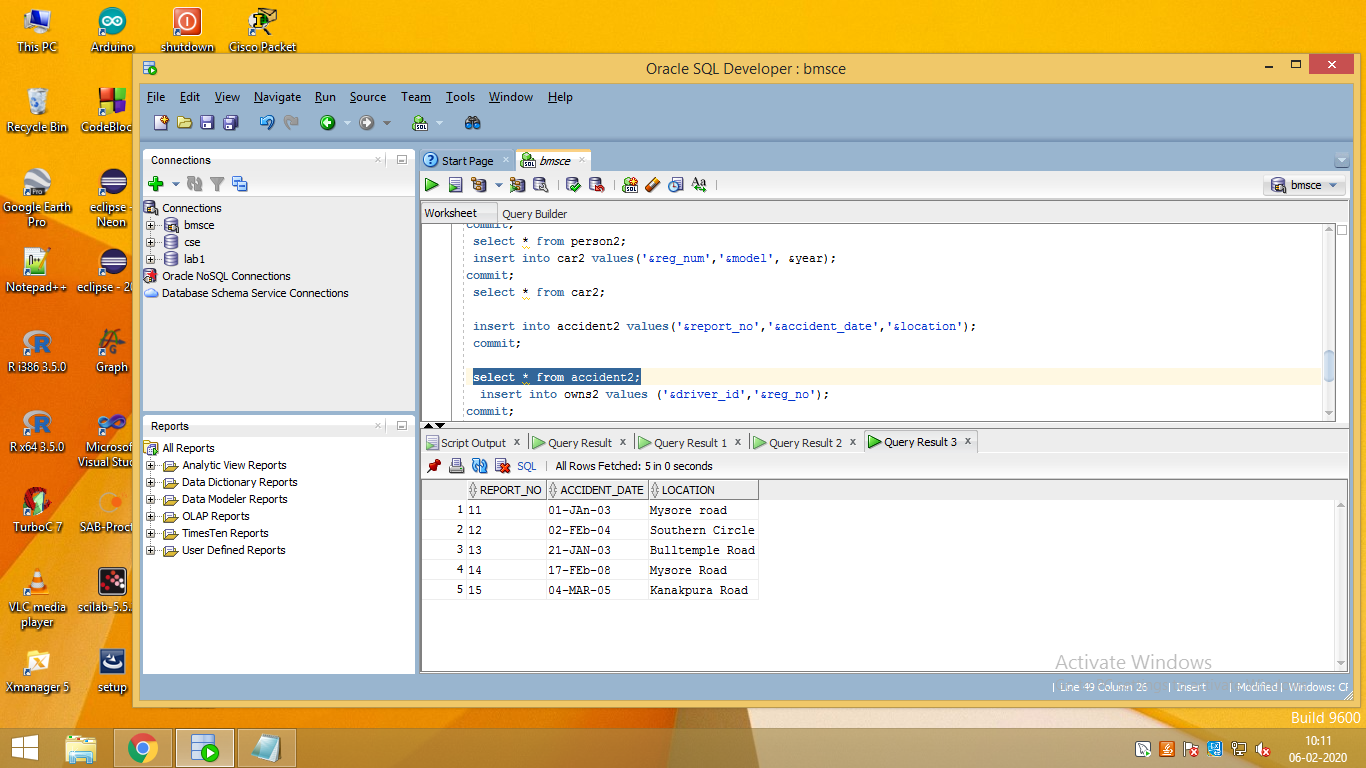 This PC
Arduino
shutdown
Cisco Packet
Recycle Bin
CodeBloc
Google Earth
Pro
eclipse -
Neon
Notepad++
eclipse - 20
R i386 3.5.0
Graph
R x64 3.5.0
Microsof
Visual Stud
TurboC 7
SAB-Proct
VLC media
player
scilab-5.5.
Xmanager 5
setup
Oracle SQL Developer : bmsce
File Edit View Navigate Run Source Team Tools Window Help
Connections
Connections
bmsce
cse
lab1
Oracle NoSQL Connections
Database Schema Service Connections
Reports
All Reports
Analytic View Reports
Data Dictionary Reports
Data Modeler Reports
OLAP Reports
TimesTen Reports
User Defined Reports
Start Page
bmsce
bmsce
Worksheet Query Builder
commit;
select * from person2;
insert into car2 values('&reg_num','&model', &year);
commit;
select * from car2;
insert into accident2 values('&report_no','&accident_date','&location');
commit;
select * from accident2;
insert into owns2 values ('&driver_id','&reg_no');
commit;
Script Output x Query Result x Query Result 1 x Query Result 2 x Query Result 3 x
SQL | All Rows Fetched: 5 in 0 seconds
REPORT_NO ACCIDENT_DATE LOCATION
1 11 01-JAn-03 Mysore road
2 12 02-FEb-04 Southern Circle
3 13 21-JAN-03 Bulltemple Road
4 14 17-FEb-08 Mysore Road
5 15 04-MAR-05 Kanakpura Road
Activate Windows
| Line 49 Column 26 | Insert | Modified | Windows: CF
Build 9600
10:11
06-02-2020